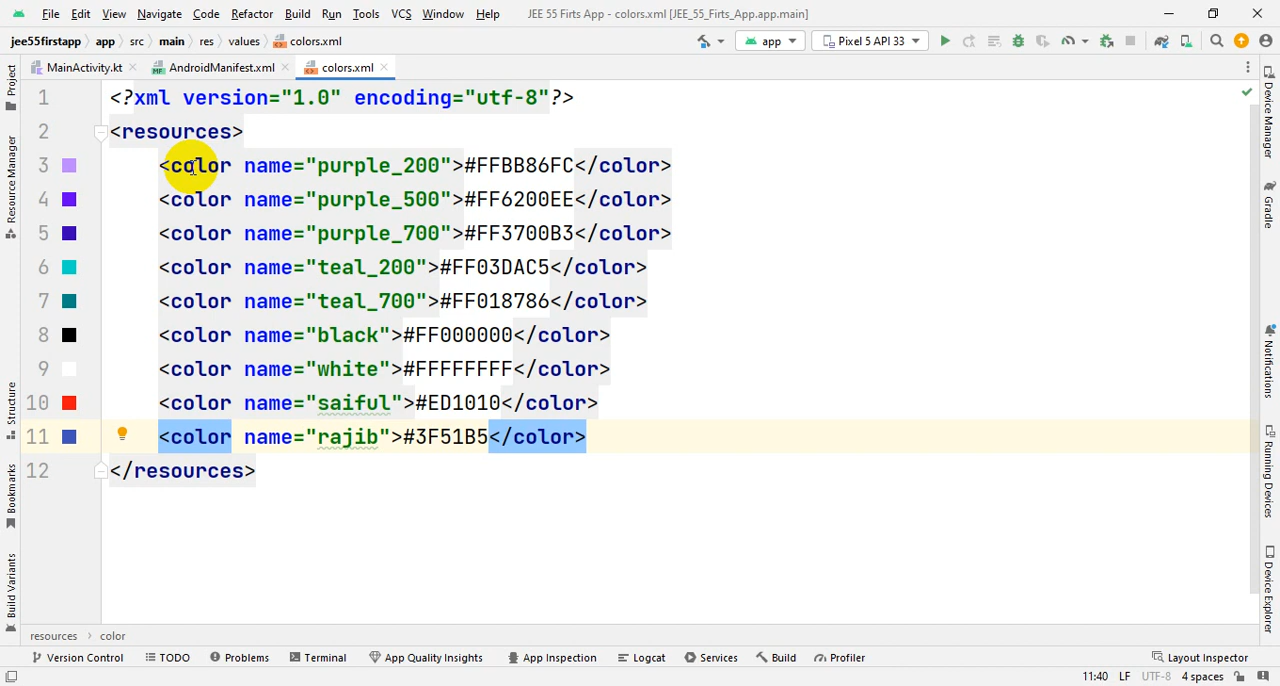 File Edit View Navigate Code Refactor Build Run Tools VCS Window Help JEE 55 Firts App - colors.xml [JEE_55_Firts_App.app.main]
jee55firstapp app src main res values colors.xml app Pixel 5 API 33
MainActivity.kt AndroidManifest.xml colors.xml
Project
Resource Manager
Structure
Bookmarks
Build Variants
1 <?xml version="1.0" encoding="utf-8"?>
2 <resources>
3 <color name="purple_200">#FFBB86FC</color>
4 <color name="purple_500">#FF6200EE</color>
5 <color name="purple_700">#FF3700B3</color>
6 <color name="teal_200">#FF03DAC5</color>
7 <color name="teal_700">#FF018786</color>
8 <color name="black">#FF000000</color>
9 <color name="white">#FFFFFFFF</color>
10 <color name="saiful">#ED1010</color>
11 <color name="rajib">#3F51B5</color>
12 </resources>
Device Manager
Gradle
Notifications
Running Devices
Device Explorer
resources › color
Version Control TODO Problems Terminal App Quality Insights App Inspection Logcat Services Build Profiler Layout Inspector
11:40 LF UTF-8 4 spaces